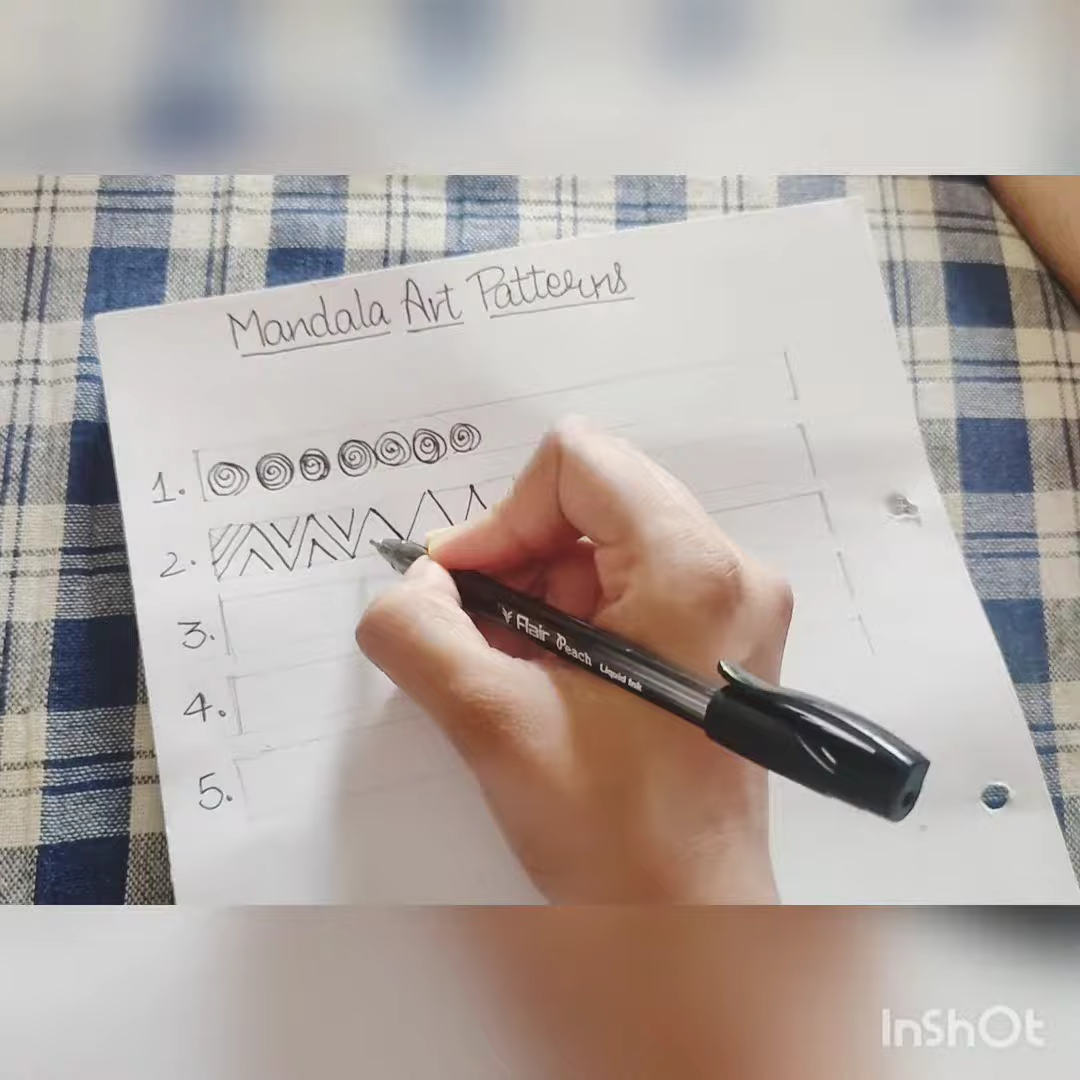 Mandala Art Patterns
1.
2.
3.
4.
5.
Flair Peach Liquid Ink
InShOt